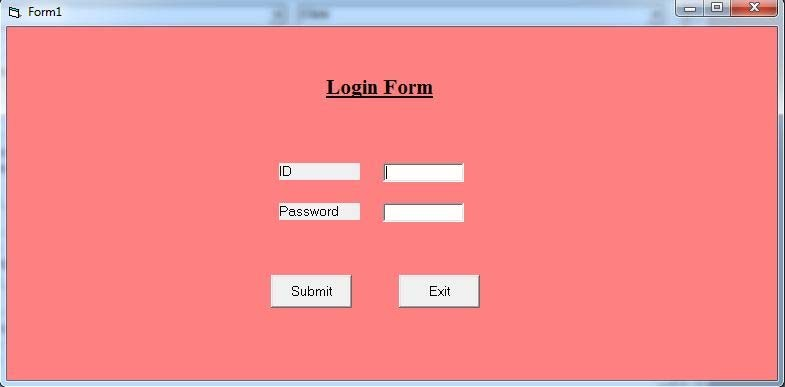 Form1
Login Form
ID
Password
Submit Exit